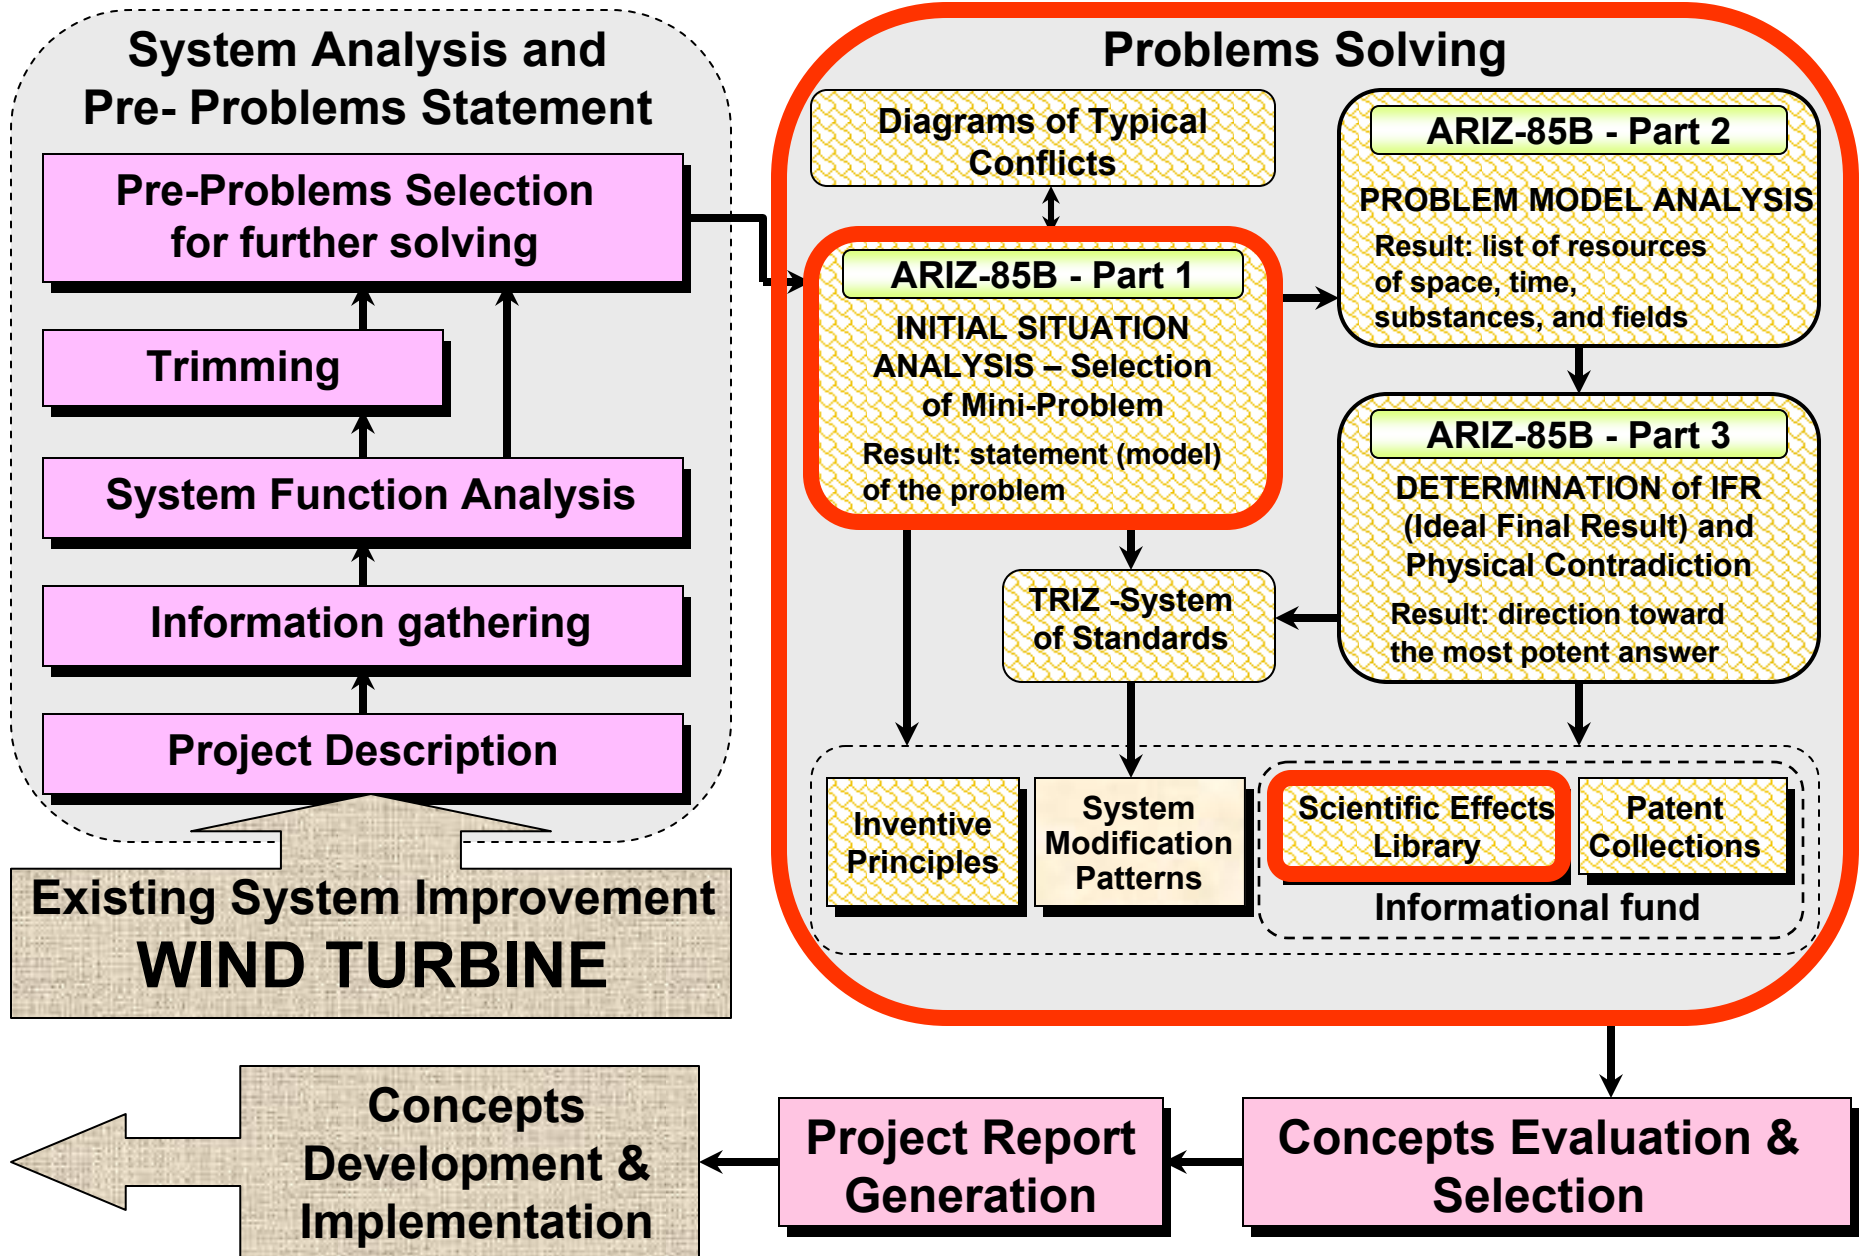 System Analysis and
Pre- Problems Statement
Pre-Problems Selection
for further solving
Trimming
System Function Analysis
Information gathering
Project Description
Existing System Improvement
WIND TURBINE
Problems Solving
Diagrams of Typical
Conflicts
ARIZ-85B - Part 1
INITIAL SITUATION
ANALYSIS – Selection
of Mini-Problem
Result: statement (model)
of the problem
ARIZ-85B - Part 2
PROBLEM MODEL ANALYSIS
Result: list of resources
of space, time,
substances, and fields
ARIZ-85B - Part 3
DETERMINATION of IFR
(Ideal Final Result) and
Physical Contradiction
Result: direction toward
the most potent answer
TRIZ -System
of Standards
Inventive
Principles
System
Modification
Patterns
Scientific Effects
Library
Patent
Collections
Informational fund
Concepts Evaluation &
Selection
Project Report
Generation
Concepts
Development &
Implementation